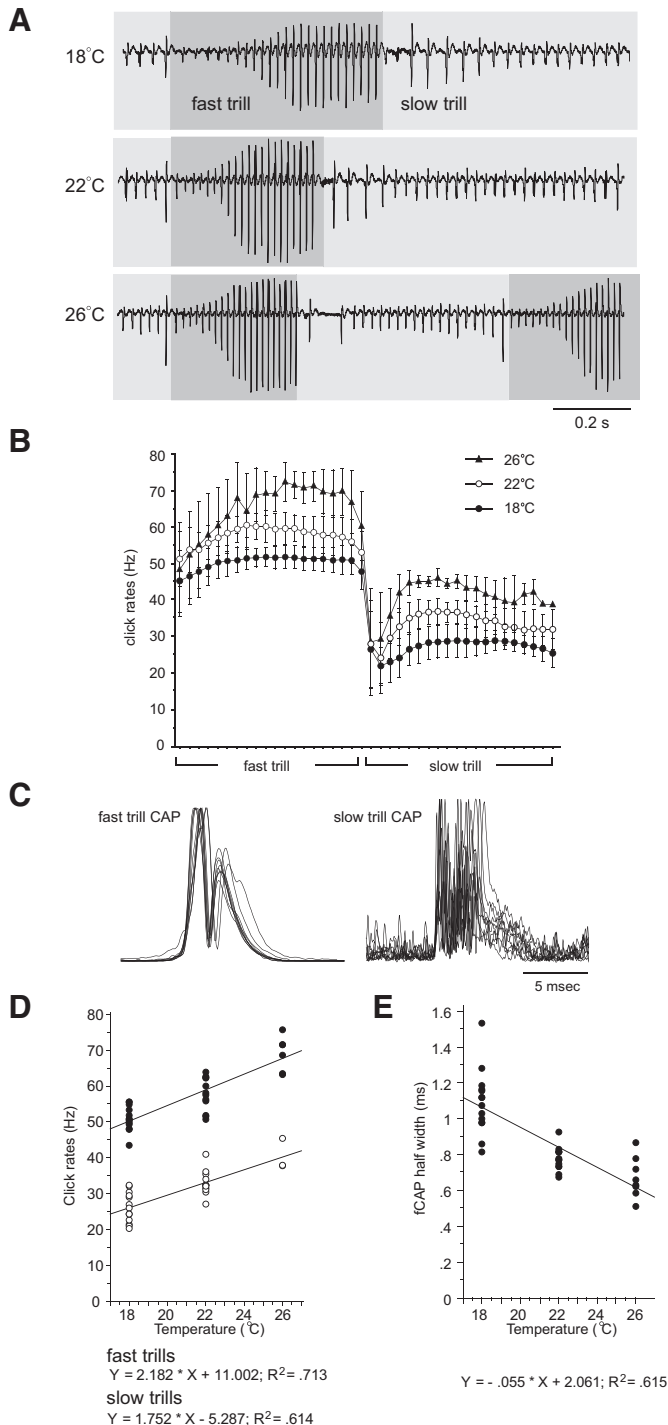 A
18°C
fast trill
slow trill
22°C
26°C
0.2 s
B
80
70
60
50
40
30
20
10
0
click rates (Hz)
26°C
22°C
18°C
fast trill
slow trill
C
fast trill CAP
slow trill CAP
5 msec
D
80
70
60
50
40
30
20
10
0
Click rates (Hz)
18 20 22 24 26
Temperature (°C)
fast trills
Y = 2.182 * X + 11.002; R²= .713
slow trills
Y = 1.752 * X - 5.287; R²= .614
E
1.6
1.4
1.2
1
.8
.6
.4
.2
0
fCAP half width (ms)
18 20 22 24 26
Temperature (°C)
Y = - .055 * X + 2.061; R²= .615